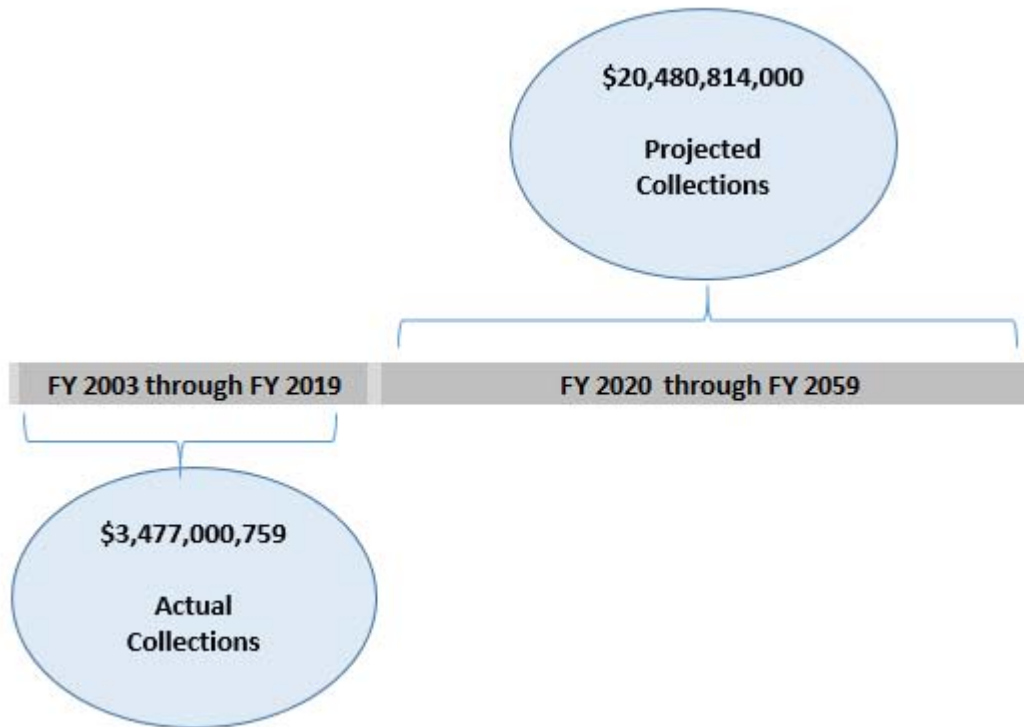 $20,480,814,000
Projected
Collections
FY 2003 through FY 2019
FY 2020 through FY 2059
$3,477,000,759
Actual
Collections